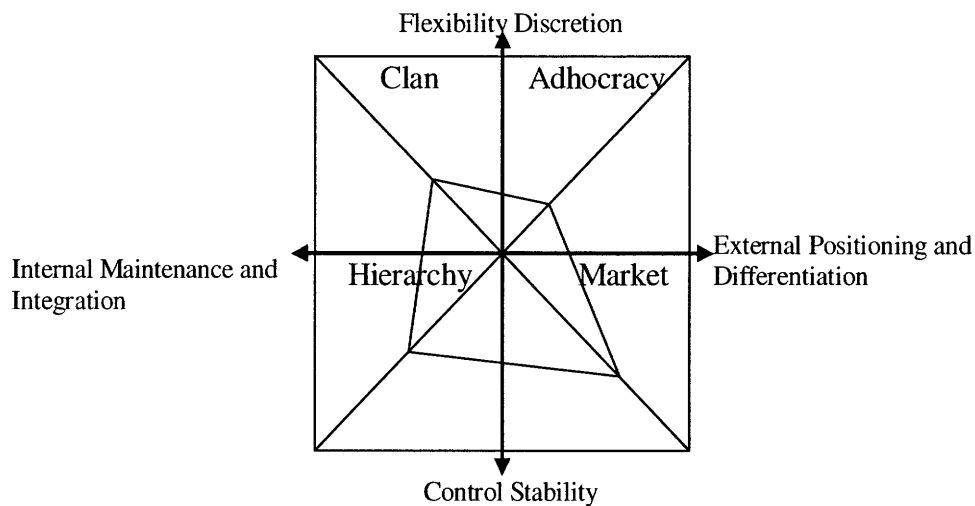 Flexibility Discretion
Clan
Adhocracy
Internal Maintenance and
Integration
Hierarchy
Market
External Positioning and
Differentiation
Control Stability